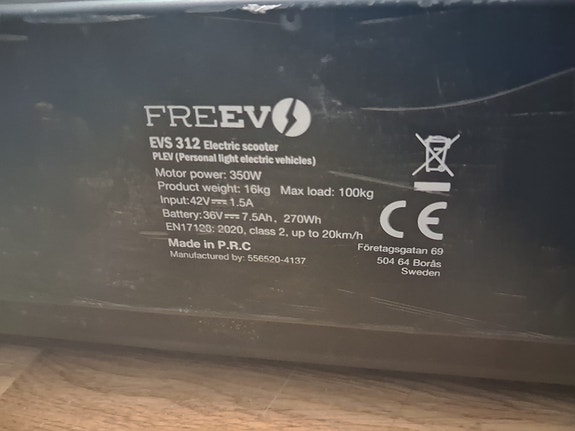 FREEVO
EVS 312 Electric scooter
PLEV (Personal light electric vehicles)
Motor power: 350W
Product weight: 16kg Max load: 100kg
Input:42V⎓1.5A
Battery:36V⎓7.5Ah, 270Wh
EN17128: 2020, class 2, up to 20km/h
Made in P.R.C
Manufactured by: 556520-4137
CE
Företagsgatan 69
504 64 Borås
Sweden